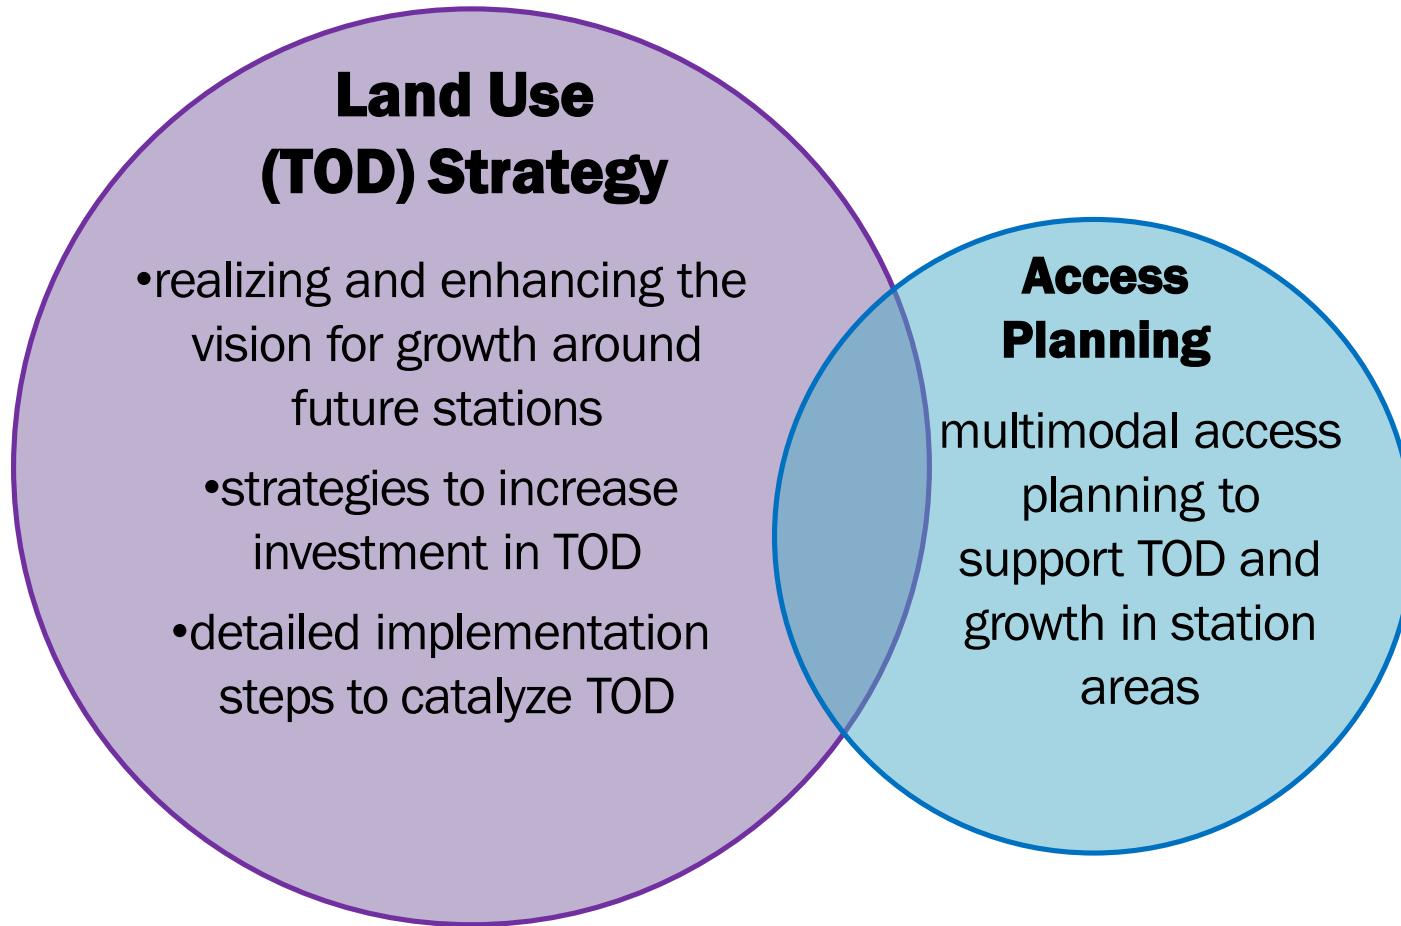 Land Use
(TOD) Strategy
•realizing and enhancing the
vision for growth around
future stations
•strategies to increase
investment in TOD
•detailed implementation
steps to catalyze TOD
Access
Planning
multimodal access
planning to
support TOD and
growth in station
areas